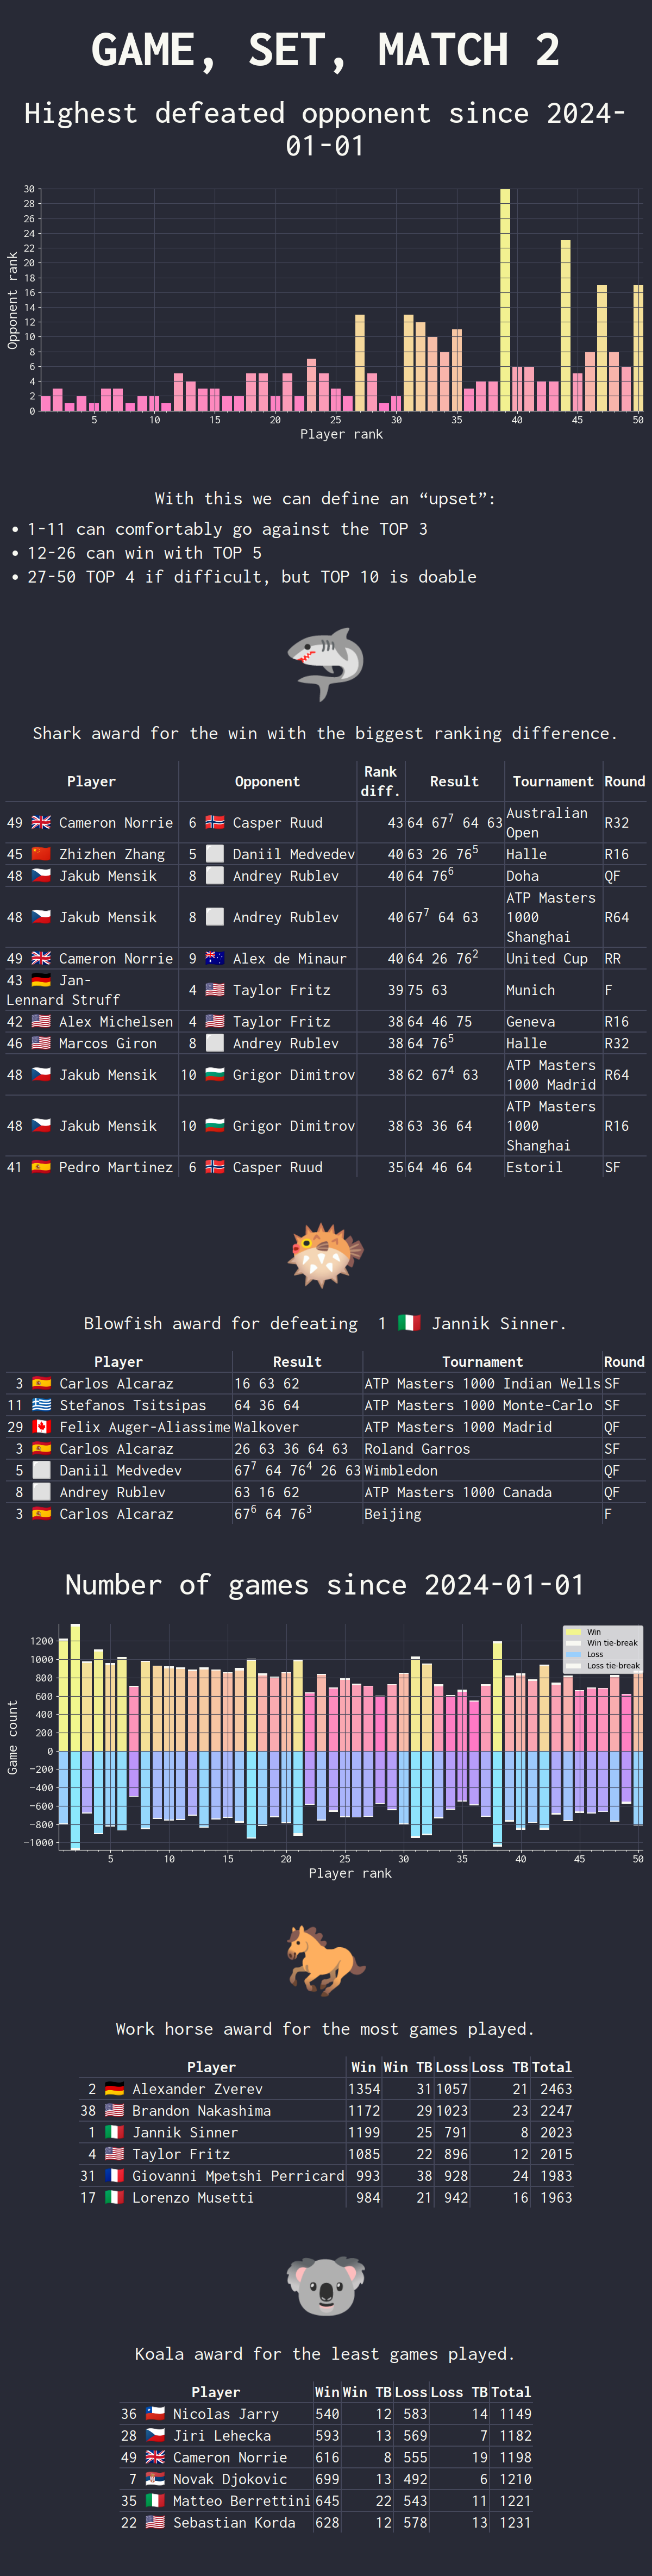 GAME, SET, MATCH 2
Highest defeated opponent since 2024-
01-01
30
28
26
24
22
20
18
16
14
12
10
8
6
4
2
0
Opponent rank
5 10 15 20 25 30 35 40 45 50
Player rank
With this we can define an “upset”:
• 1-11 can comfortably go against the TOP 3
• 12-26 can win with TOP 5
• 27-50 TOP 4 if difficult, but TOP 10 is doable
Shark award for the win with the biggest ranking difference.
Player Opponent Rank diff. Result Tournament Round
49 Cameron Norrie 6 Casper Ruud 43 64 67⁷ 64 63 Australian Open R32
45 Zhizhen Zhang 5 Daniil Medvedev 40 63 26 76⁵ Halle R16
48 Jakub Mensik 8 Andrey Rublev 40 64 76⁶ Doha QF
48 Jakub Mensik 8 Andrey Rublev 40 67⁷ 64 63 ATP Masters 1000 Shanghai R64
49 Cameron Norrie 9 Alex de Minaur 40 64 26 76² United Cup RR
43 Jan-Lennard Struff 4 Taylor Fritz 39 75 63 Munich F
42 Alex Michelsen 4 Taylor Fritz 38 64 46 75 Geneva R16
46 Marcos Giron 8 Andrey Rublev 38 64 76⁵ Halle R32
48 Jakub Mensik 10 Grigor Dimitrov 38 62 67⁴ 63 ATP Masters 1000 Madrid R64
48 Jakub Mensik 10 Grigor Dimitrov 38 63 36 64 ATP Masters 1000 Shanghai R16
41 Pedro Martinez 6 Casper Ruud 35 64 46 64 Estoril SF
Blowfish award for defeating 1 Jannik Sinner.
Player Result Tournament Round
3 Carlos Alcaraz 16 63 62 ATP Masters 1000 Indian Wells SF
11 Stefanos Tsitsipas 64 36 64 ATP Masters 1000 Monte-Carlo SF
29 Felix Auger-Aliassime Walkover ATP Masters 1000 Madrid QF
3 Carlos Alcaraz 26 63 36 64 63 Roland Garros SF
5 Daniil Medvedev 67⁷ 64 76⁴ 26 63 Wimbledon QF
8 Andrey Rublev 63 16 62 ATP Masters 1000 Canada QF
3 Carlos Alcaraz 67⁶ 64 76³ Beijing F
Number of games since 2024-01-01
1200
1000
800
600
400
200
0
−200
−400
−600
−800
−1000
Game count
Win
Win tie-break
Loss
Loss tie-break
5 10 15 20 25 30 35 40 45 50
Player rank
Work horse award for the most games played.
Player Win Win TB Loss Loss TB Total
2 Alexander Zverev 1354 31 1057 21 2463
38 Brandon Nakashima 1172 29 1023 23 2247
1 Jannik Sinner 1199 25 791 8 2023
4 Taylor Fritz 1085 22 896 12 2015
31 Giovanni Mpetshi Perricard 993 38 928 24 1983
17 Lorenzo Musetti 984 21 942 16 1963
Koala award for the least games played.
Player Win Win TB Loss Loss TB Total
36 Nicolas Jarry 540 12 583 14 1149
28 Jiri Lehecka 593 13 569 7 1182
49 Cameron Norrie 616 8 555 19 1198
7 Novak Djokovic 699 13 492 6 1210
35 Matteo Berrettini 645 22 543 11 1221
22 Sebastian Korda 628 12 578 13 1231